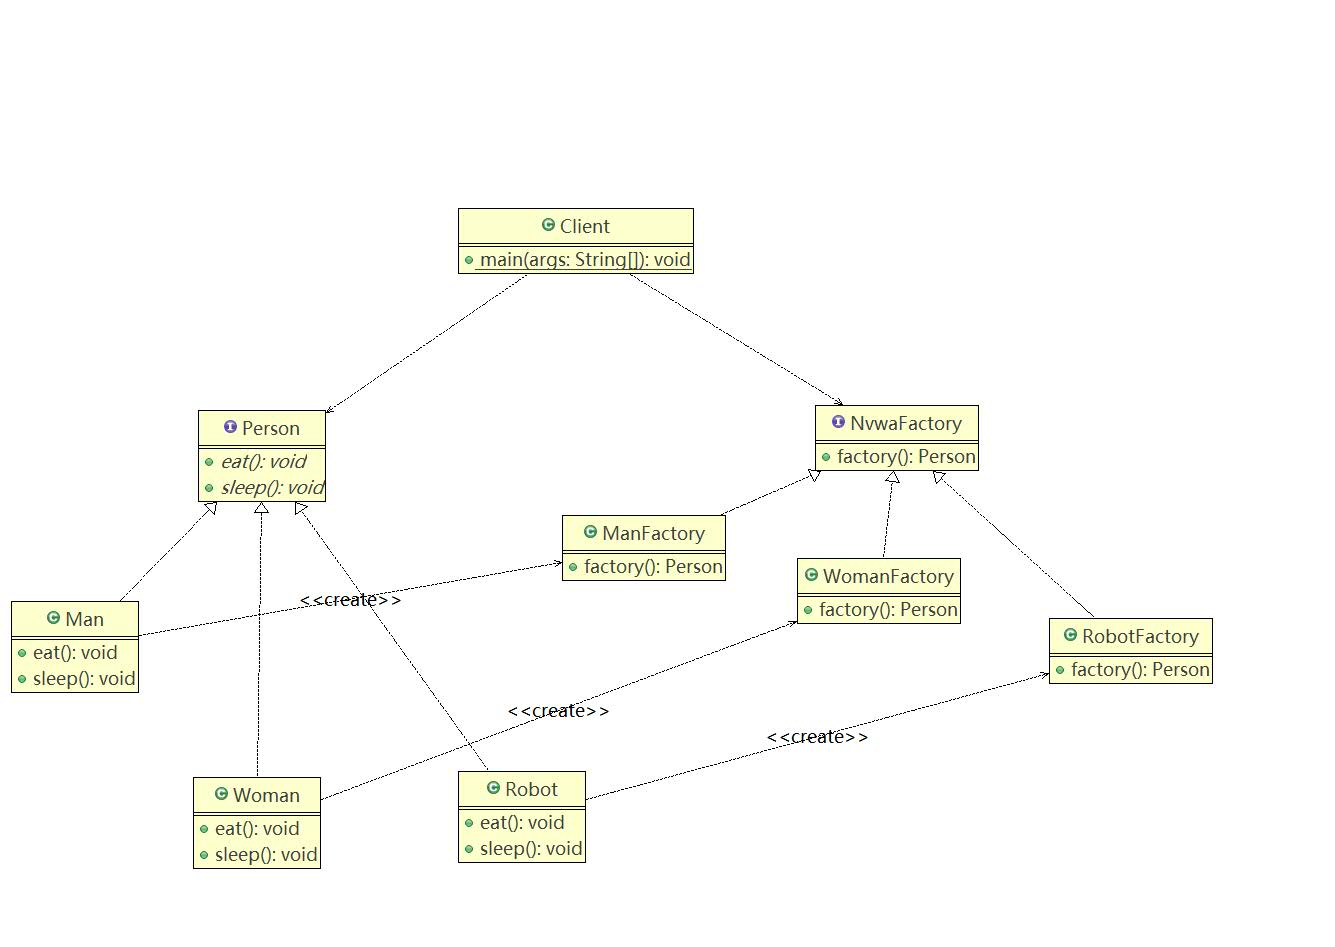 Client
main(args: String[]): void
Person
eat(): void
sleep(): void
NvwaFactory
factory(): Person
ManFactory
factory(): Person
WomanFactory
factory(): Person
<<create>>
Man
eat(): void
sleep(): void
RobotFactory
factory(): Person
<<create>>
<<create>>
Woman
eat(): void
sleep(): void
Robot
eat(): void
sleep(): void